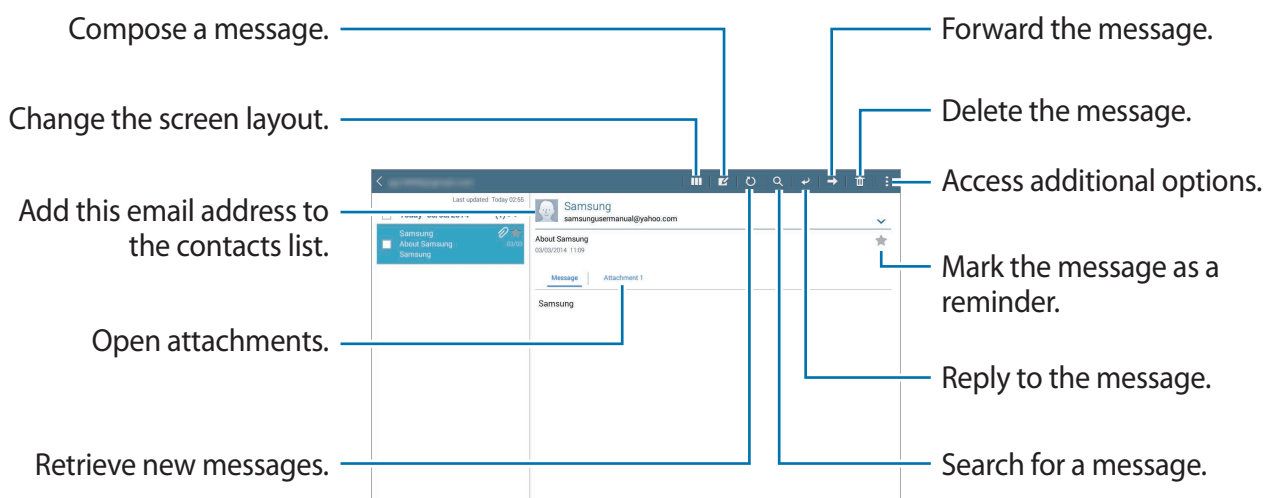 Compose a message.
Change the screen layout.
Add this email address to
the contacts list.
Open attachments.
Retrieve new messages.
Last updated Today 02:55
Samsung
About Samsung
03/03
Samsung
Samsung
samsungusermanual@yahoo.com
About Samsung
03/03/2014 11:09
Message
Attachment 1
Samsung
Forward the message.
Delete the message.
Access additional options.
Mark the message as a
reminder.
Reply to the message.
Search for a message.